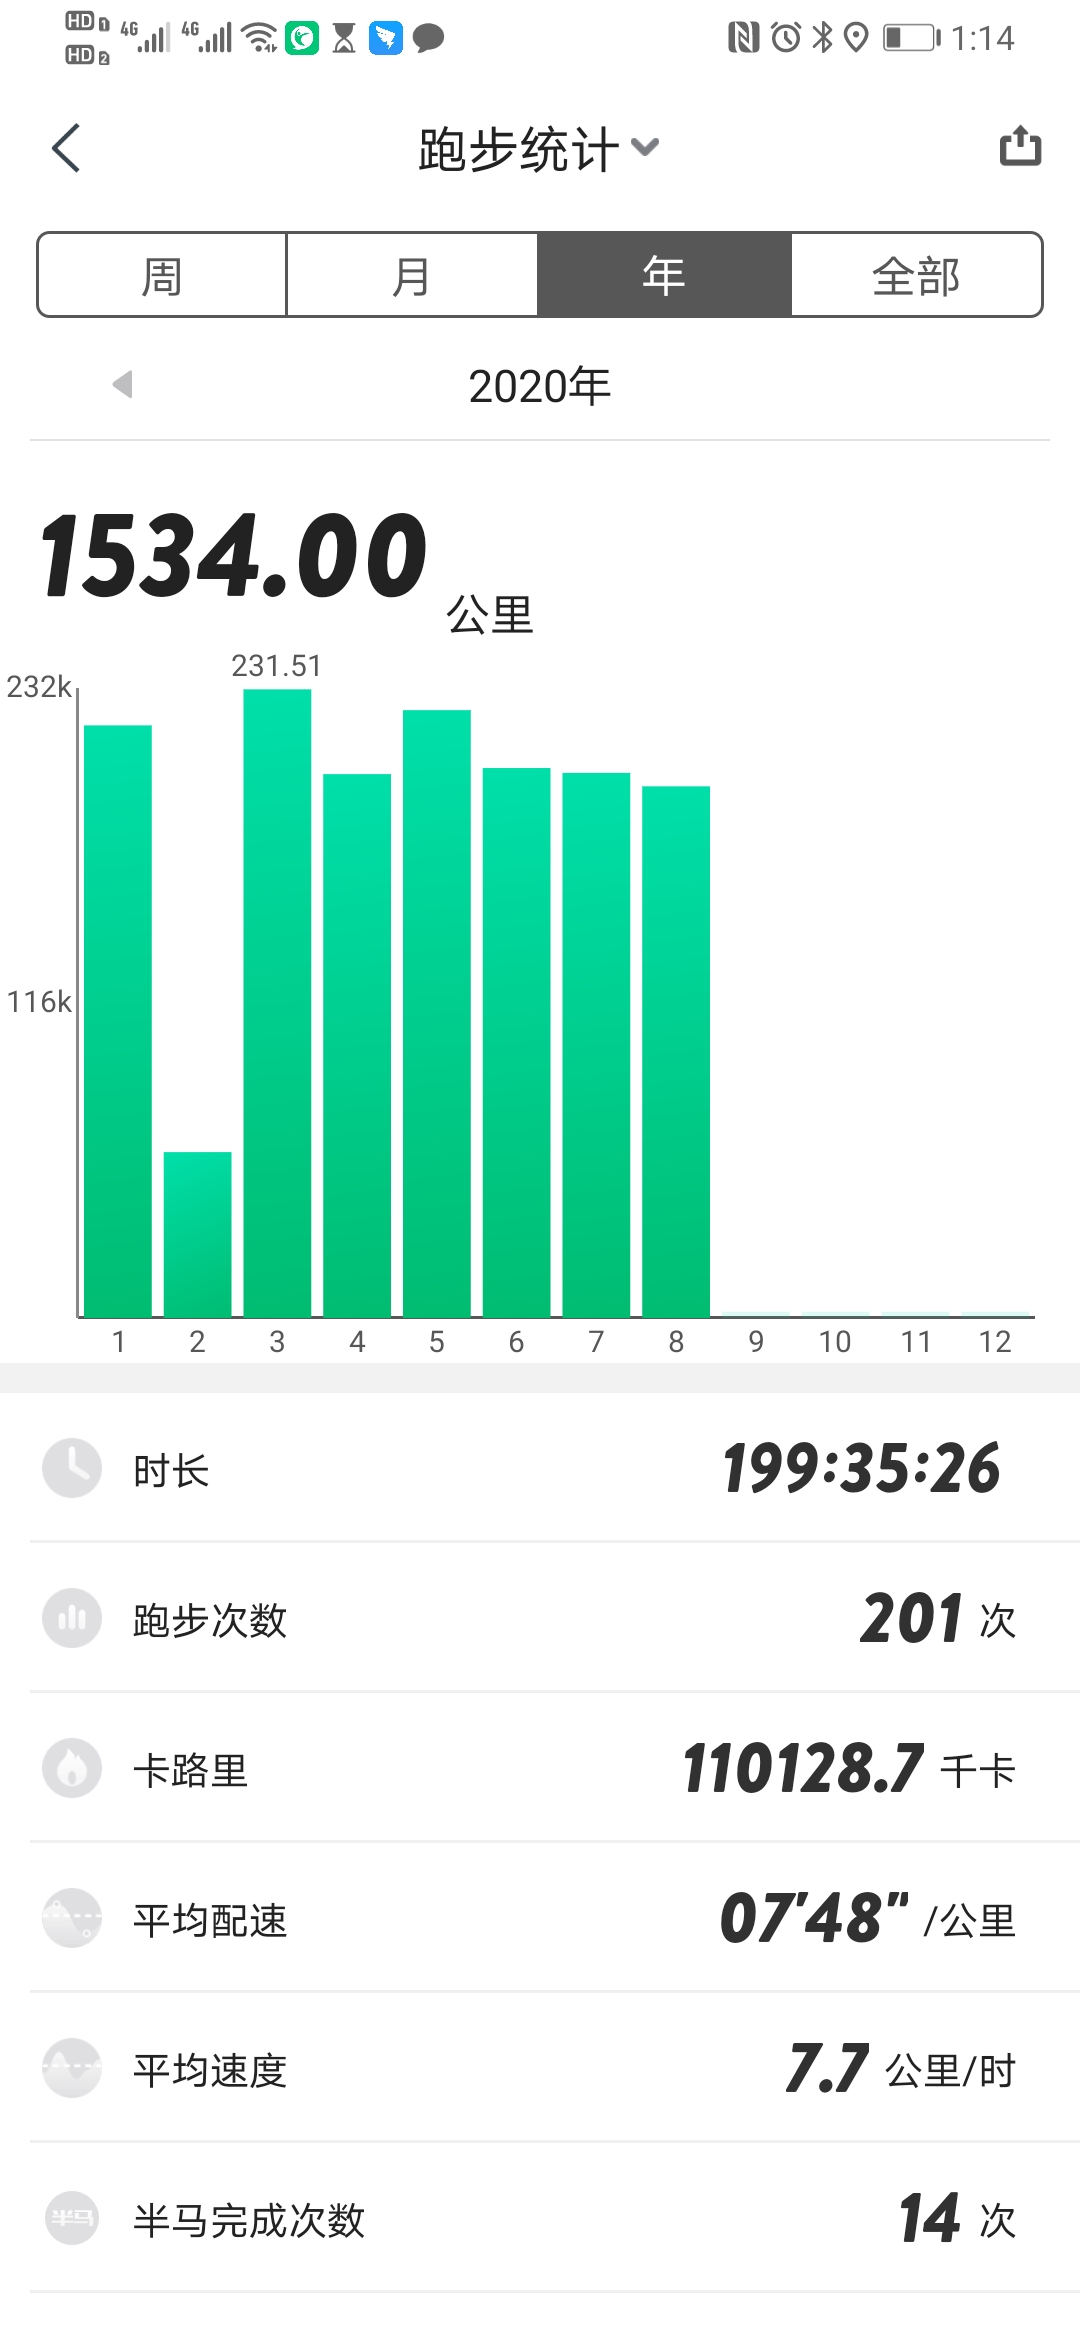 HD 1 4G 4G 1:14
HD 2
跑步统计
周 月 年 全部
2020年
1534.00 公里
231.51
232k
116k
1 2 3 4 5 6 7 8 9 10 11 12
时长 199:35:26
跑步次数 201 次
卡路里 110128.7 千卡
平均配速 07'48" /公里
平均速度 7.7 公里/时
半马 半马完成次数 14 次